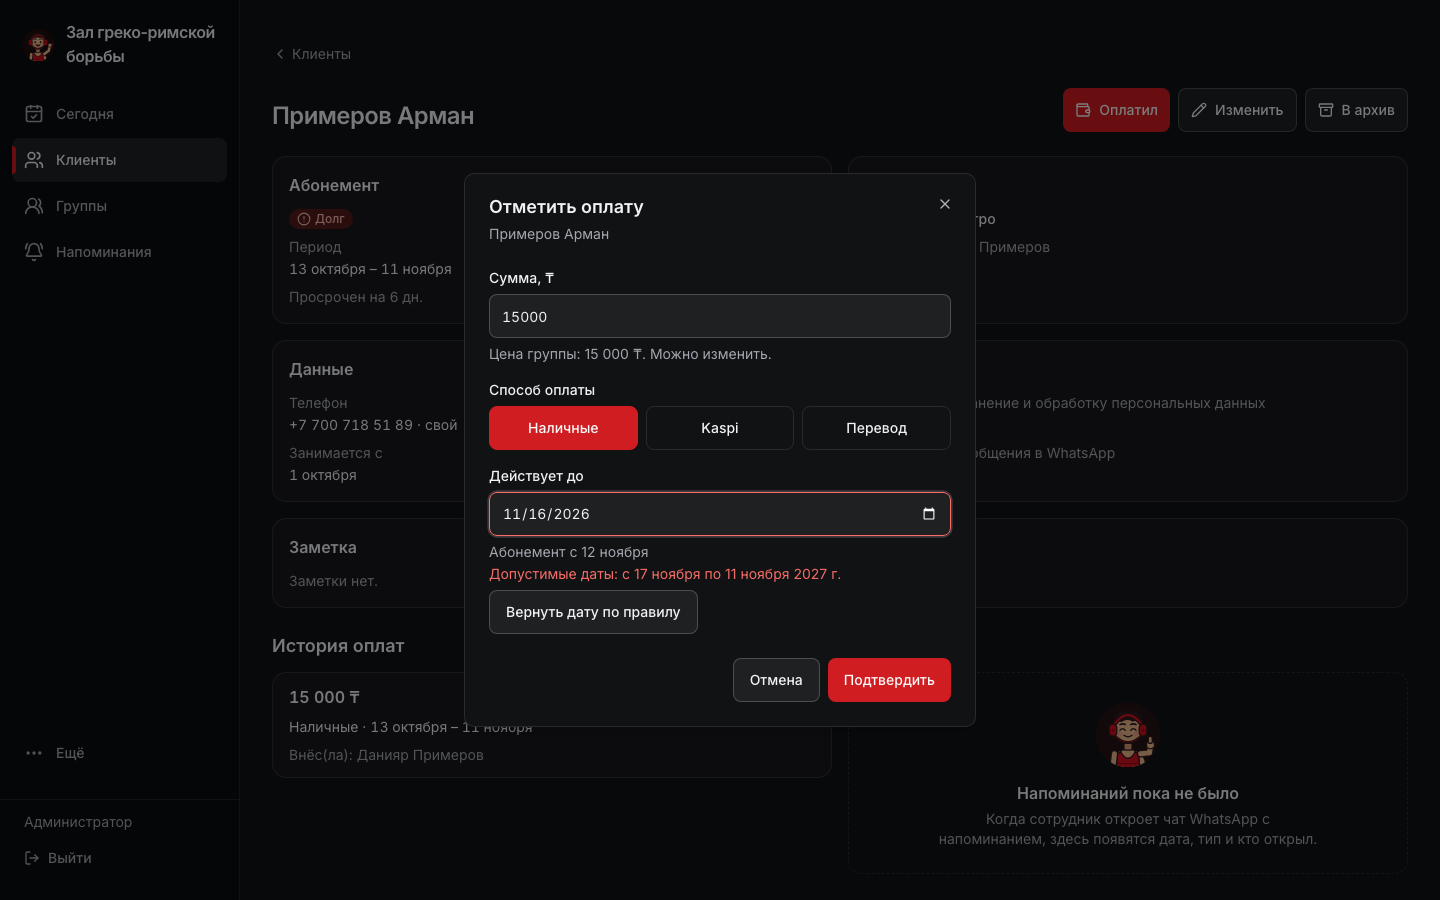 Зал греко-римской
борьбы
Сегодня
Клиенты
Группы
Напоминания
Ещё
Администратор
Выйти
Клиенты
Примеров Арман
Оплатил
Изменить
В архив
Абонемент
Долг
Период
13 октября – 11 ноября
Просрочен на 6 дн.
Примеров
Данные
Телефон
+7 700 718 51 89 · свой
Занимается с
1 октября
и обработку персональных данных
в WhatsApp
Заметка
Заметки нет.
История оплат
15 000 ₸
Наличные · 13 октября – 11 ноября
Внёс(ла): Данияр Примеров
Напоминаний пока не было
Когда сотрудник откроет чат WhatsApp с
напоминанием, здесь появятся дата, тип и кто открыл.
Отметить оплату
Примеров Арман
Сумма, ₸
15000
Цена группы: 15 000 ₸. Можно изменить.
Способ оплаты
Наличные
Kaspi
Перевод
Действует до
11/16/2026
Абонемент с 12 ноября
Допустимые даты: с 17 ноября по 11 ноября 2027 г.
Вернуть дату по правилу
Отмена
Подтвердить